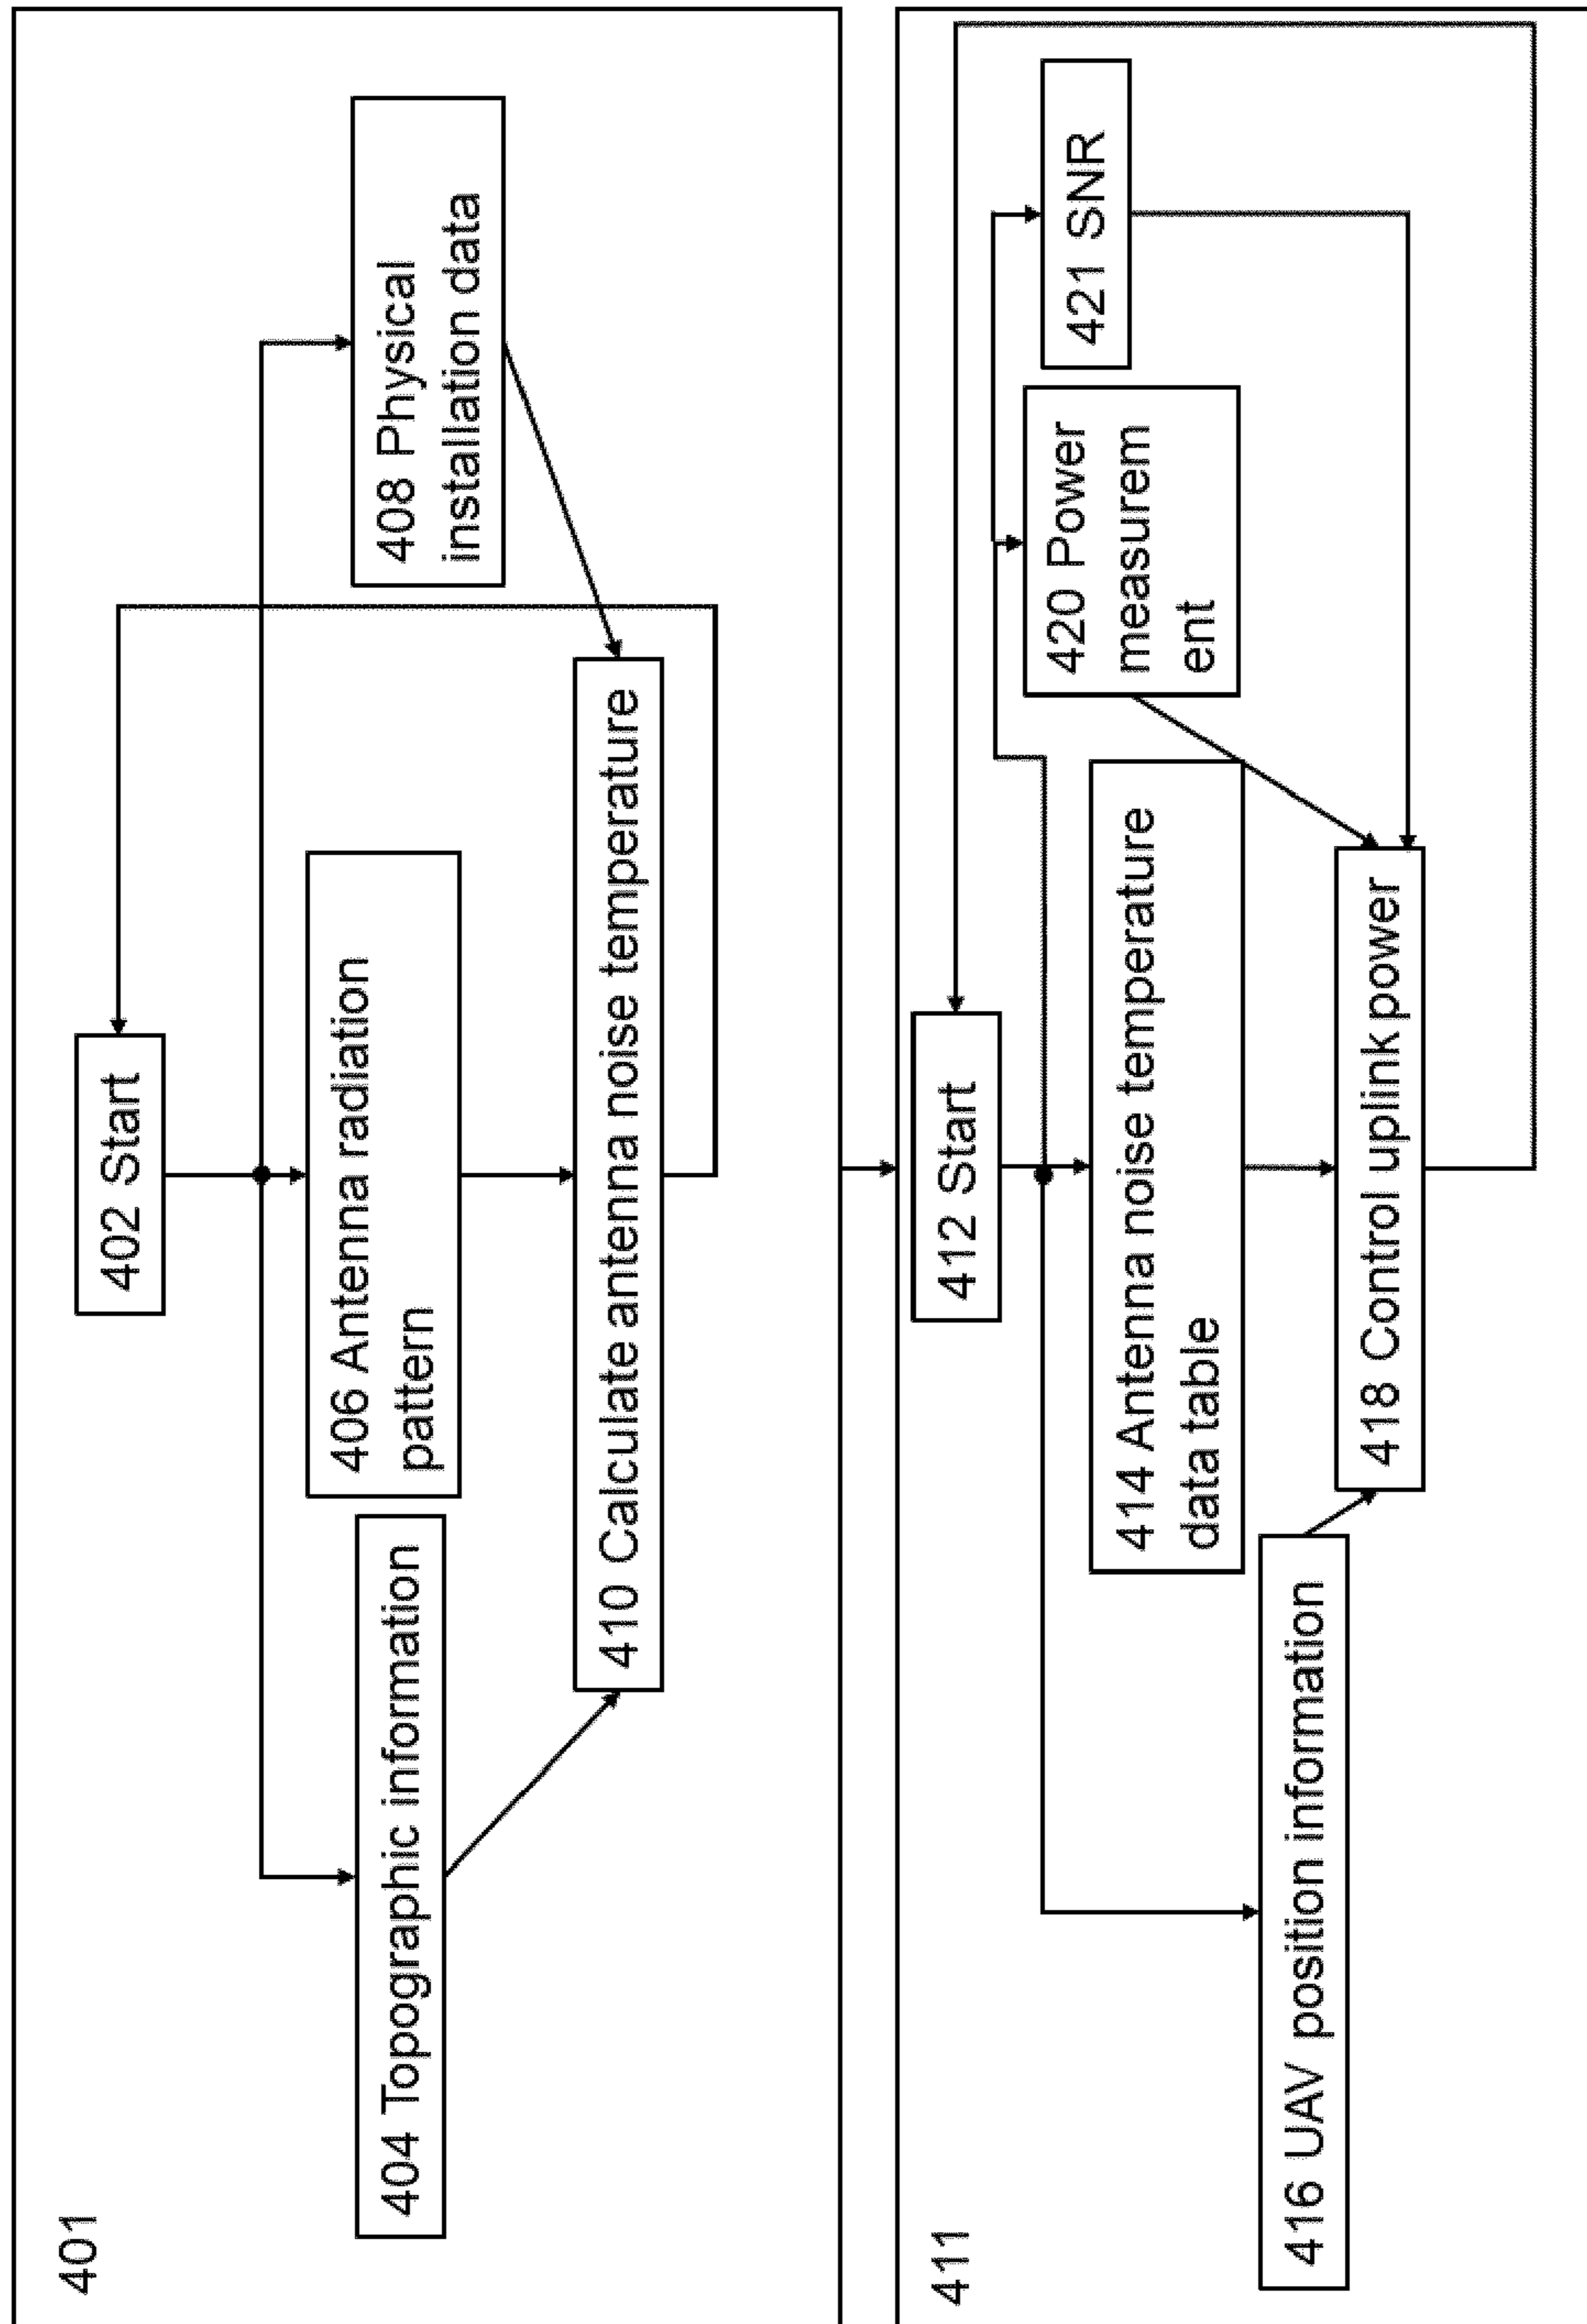 401
402 Start
404 Topographic information
406 Antenna radiation
pattern
408 Physical
installation data
410 Calculate antenna noise temperature
411
412 Start
414 Antenna noise temperature
data table
420 Power
measurem
ent
421 SNR
416 UAV position information
418 Control uplink power